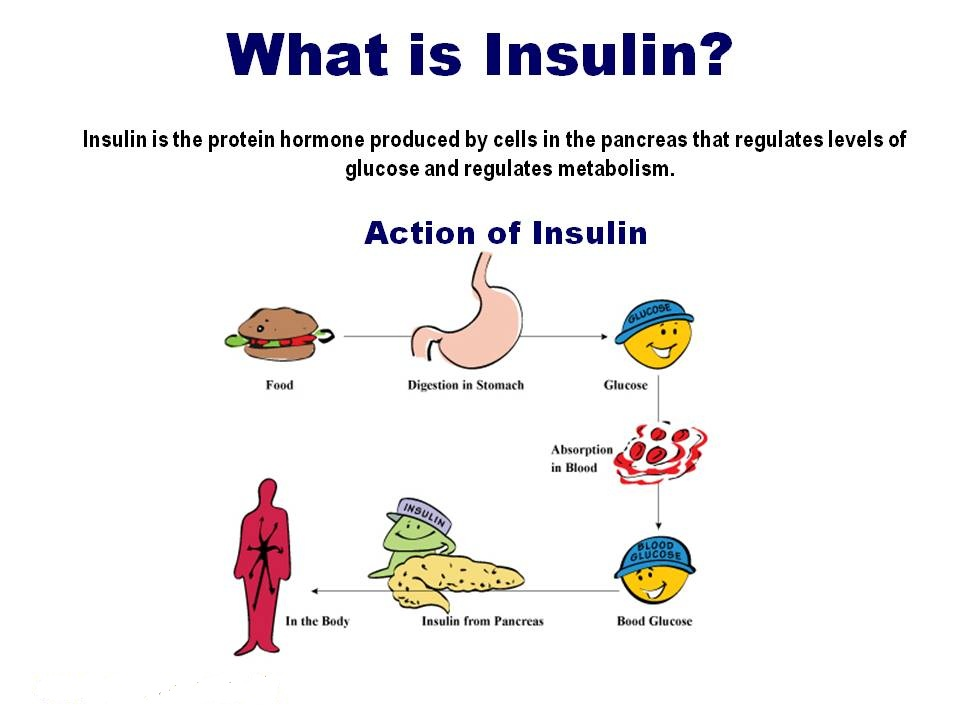 What is Insulin?
Insulin is the protein hormone produced by cells in the pancreas that regulates levels of
glucose and regulates metabolism.
Action of Insulin
GLUCOSE
Food
Digestion in Stomach
Glucose
Absorption
in Blood
INSULIN
BLOOD
GLUCOSE
In the Body
Insulin from Pancreas
Bood Glucose